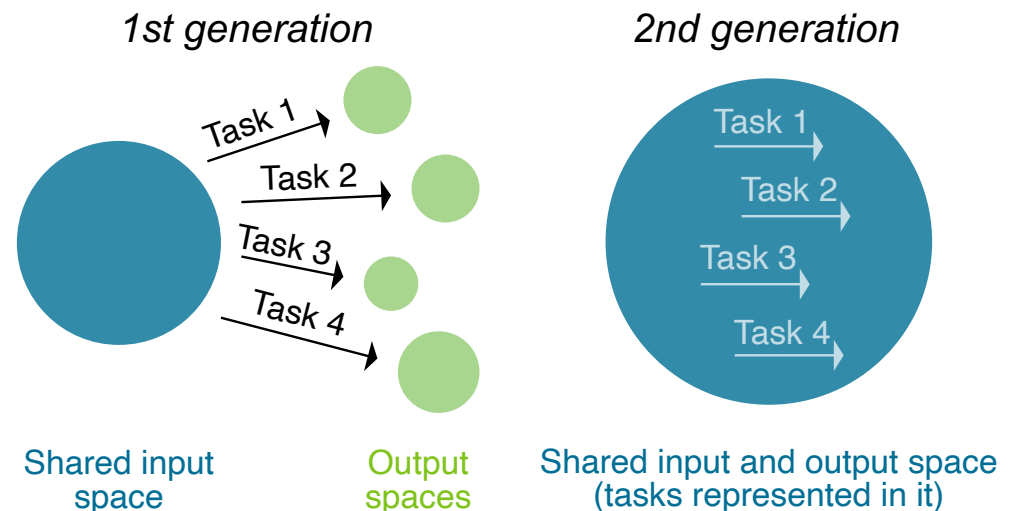 1st generation
Task 1
Task 2
Task 3
Task 4
Shared input
space
Output
spaces
2nd generation
Task 1
Task 2
Task 3
Task 4
Shared input and output space
(tasks represented in it)